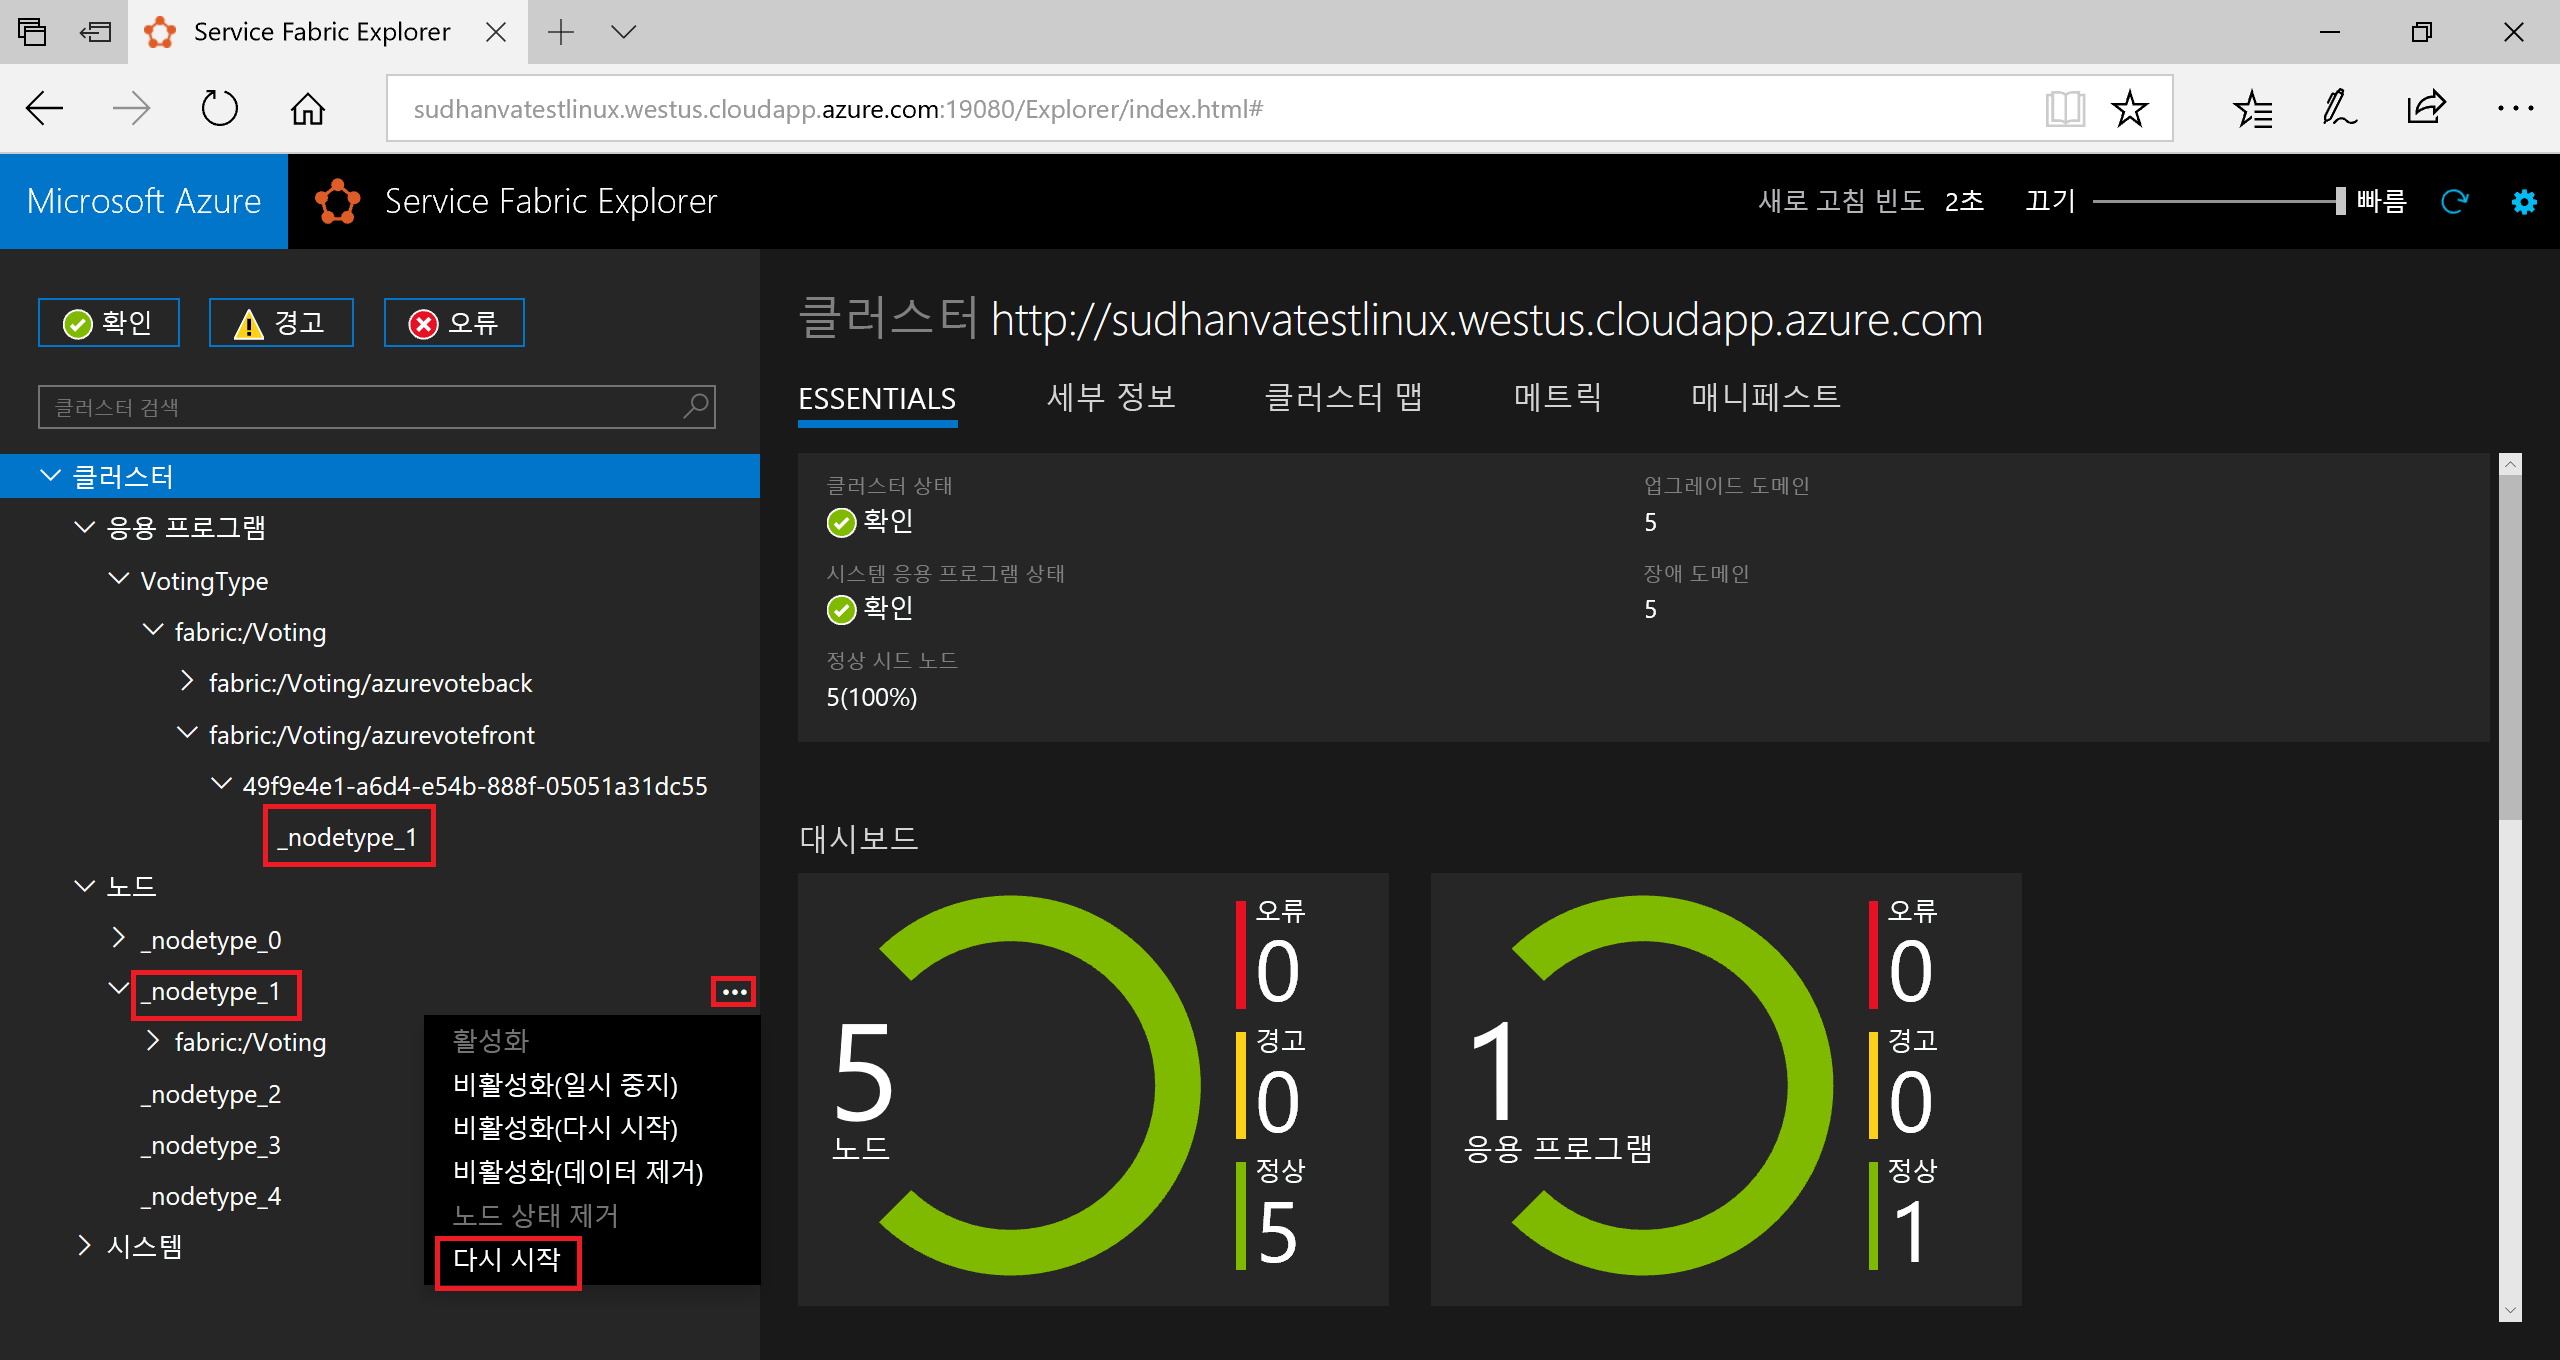 Service Fabric Explorer
sudhanvatestlinux.westus.cloudapp.azure.com:19080/Explorer/index.html#
Microsoft Azure
Service Fabric Explorer
새로 고침 빈도 2초 끄기 빠름
확인 경고 오류
클러스터 검색
클러스터
응용 프로그램
VotingType
fabric:/Voting
fabric:/Voting/azurevoteback
fabric:/Voting/azurevotefront
49f9e4e1-a6d4-e54b-888f-05051a31dc55
_nodetype_1
노드
_nodetype_0
_nodetype_1
fabric:/Voting
_nodetype_2
_nodetype_3
_nodetype_4
시스템
활성화
비활성화(일시 중지)
비활성화(다시 시작)
비활성화(데이터 제거)
노드 상태 제거
다시 시작
클러스터 http://sudhanvatestlinux.westus.cloudapp.azure.com
ESSENTIALS 세부 정보 클러스터 맵 메트릭 매니페스트
클러스터 상태
확인
업그레이드 도메인
5
시스템 응용 프로그램 상태
확인
장애 도메인
5
정상 시드 노드
5(100%)
대시보드
5
노드
오류
0
경고
0
정상
5
1
응용 프로그램
오류
0
경고
0
정상
1